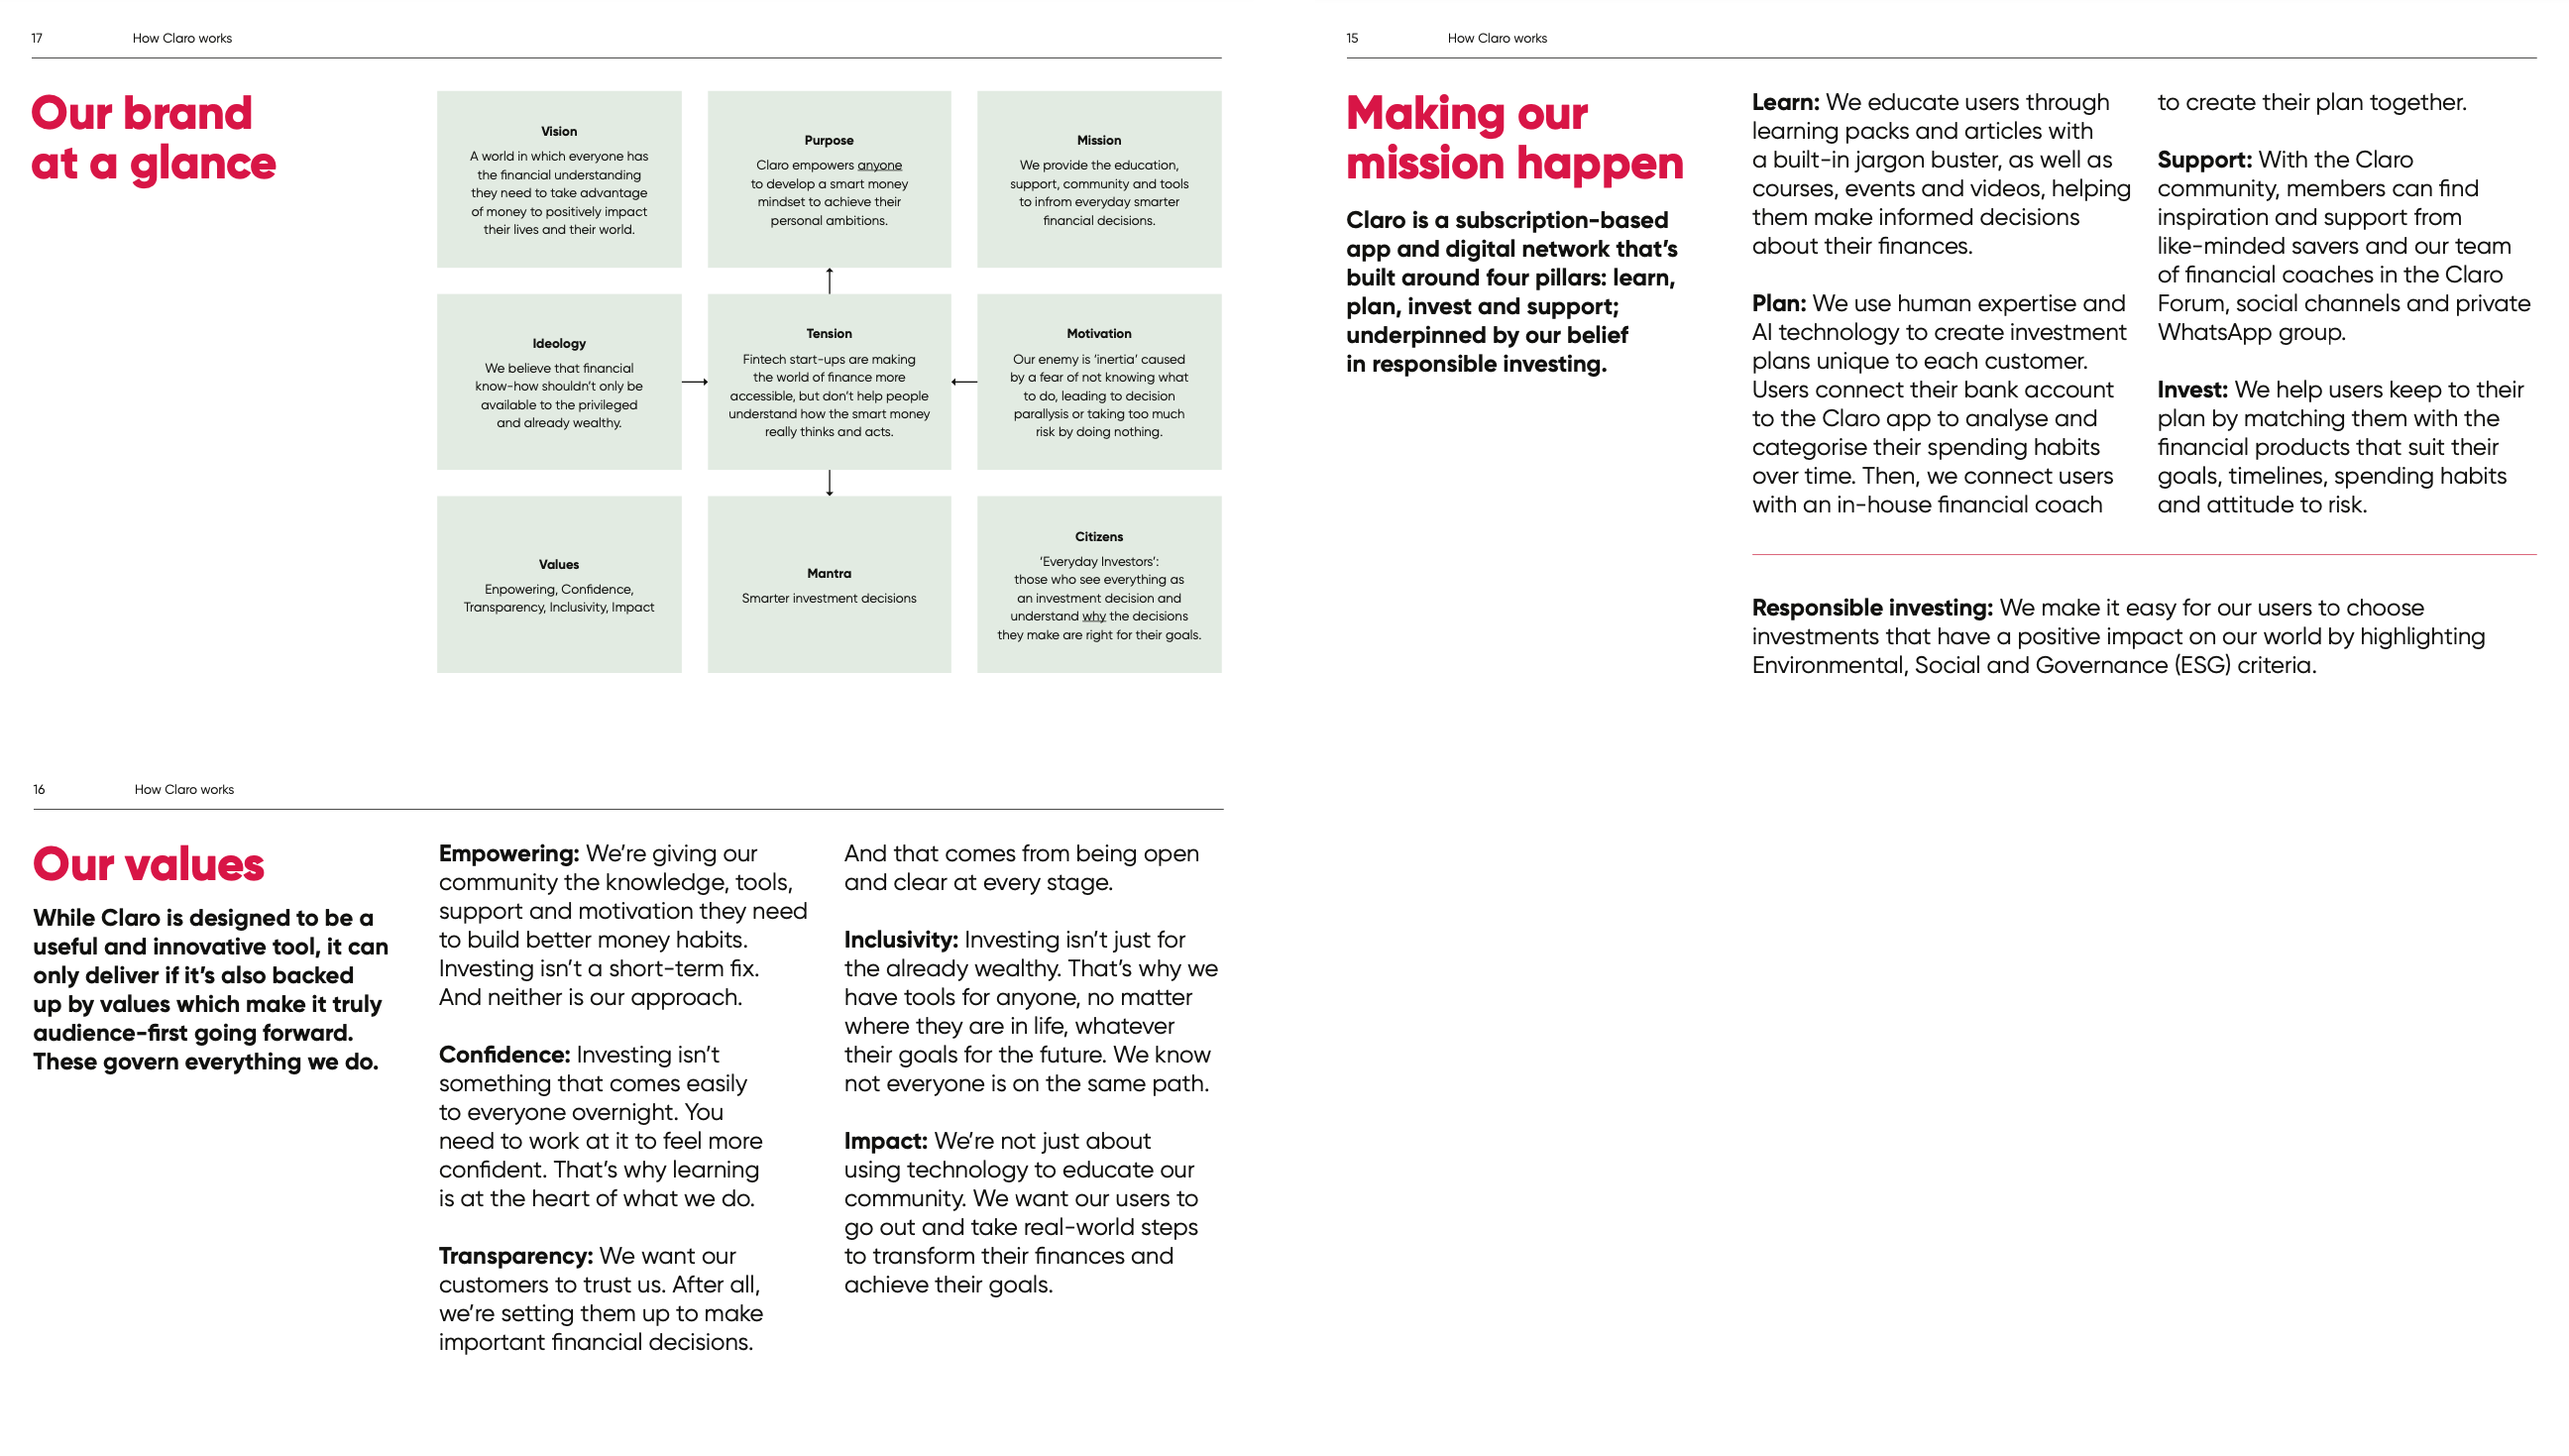 17 How Claro works
Our brand
at a glance
Vision
A world in which everyone has
the financial understanding
they need to take advantage
of money to positively impact
their lives and their world.
Purpose
Claro empowers anyone
to develop a smart money
mindset to achieve their
personal ambitions.
Mission
We provide the education,
support, community and tools
to infrom everyday smarter
financial decisions.
Ideology
We believe that financial
know-how shouldn't only be
available to the privileged
and already wealthy.
Tension
Fintech start-ups are making
the world of finance more
accessible, but don't help people
understand how the smart money
really thinks and acts.
Motivation
Our enemy is 'inertia' caused
by a fear of not knowing what
to do, leading to decision
parallysis or taking too much
risk by doing nothing.
Values
Enpowering, Confidence,
Transparency, Inclusivity, Impact
Mantra
Smarter investment decisions
Citizens
'Everyday Investors':
those who see everything as
an investment decision and
understand why the decisions
they make are right for their goals.
15 How Claro works
Making our
mission happen
Claro is a subscription-based
app and digital network that's
built around four pillars: learn,
plan, invest and support;
underpinned by our belief
in responsible investing.
Learn: We educate users through
learning packs and articles with
a built-in jargon buster, as well as
courses, events and videos, helping
them make informed decisions
about their finances.
Plan: We use human expertise and
AI technology to create investment
plans unique to each customer.
Users connect their bank account
to the Claro app to analyse and
categorise their spending habits
over time. Then, we connect users
with an in-house financial coach
to create their plan together.
Support: With the Claro
community, members can find
inspiration and support from
like-minded savers and our team
of financial coaches in the Claro
Forum, social channels and private
WhatsApp group.
Invest: We help users keep to their
plan by matching them with the
financial products that suit their
goals, timelines, spending habits
and attitude to risk.
Responsible investing: We make it easy for our users to choose
investments that have a positive impact on our world by highlighting
Environmental, Social and Governance (ESG) criteria.
16 How Claro works
Our values
While Claro is designed to be a
useful and innovative tool, it can
only deliver if it's also backed
up by values which make it truly
audience-first going forward.
These govern everything we do.
Empowering: We're giving our
community the knowledge, tools,
support and motivation they need
to build better money habits.
Investing isn't a short-term fix.
And neither is our approach.
Confidence: Investing isn't
something that comes easily
to everyone overnight. You
need to work at it to feel more
confident. That's why learning
is at the heart of what we do.
Transparency: We want our
customers to trust us. After all,
we're setting them up to make
important financial decisions.
And that comes from being open
and clear at every stage.
Inclusivity: Investing isn't just for
the already wealthy. That's why we
have tools for anyone, no matter
where they are in life, whatever
their goals for the future. We know
not everyone is on the same path.
Impact: We're not just about
using technology to educate our
community. We want our users to
go out and take real-world steps
to transform their finances and
achieve their goals.